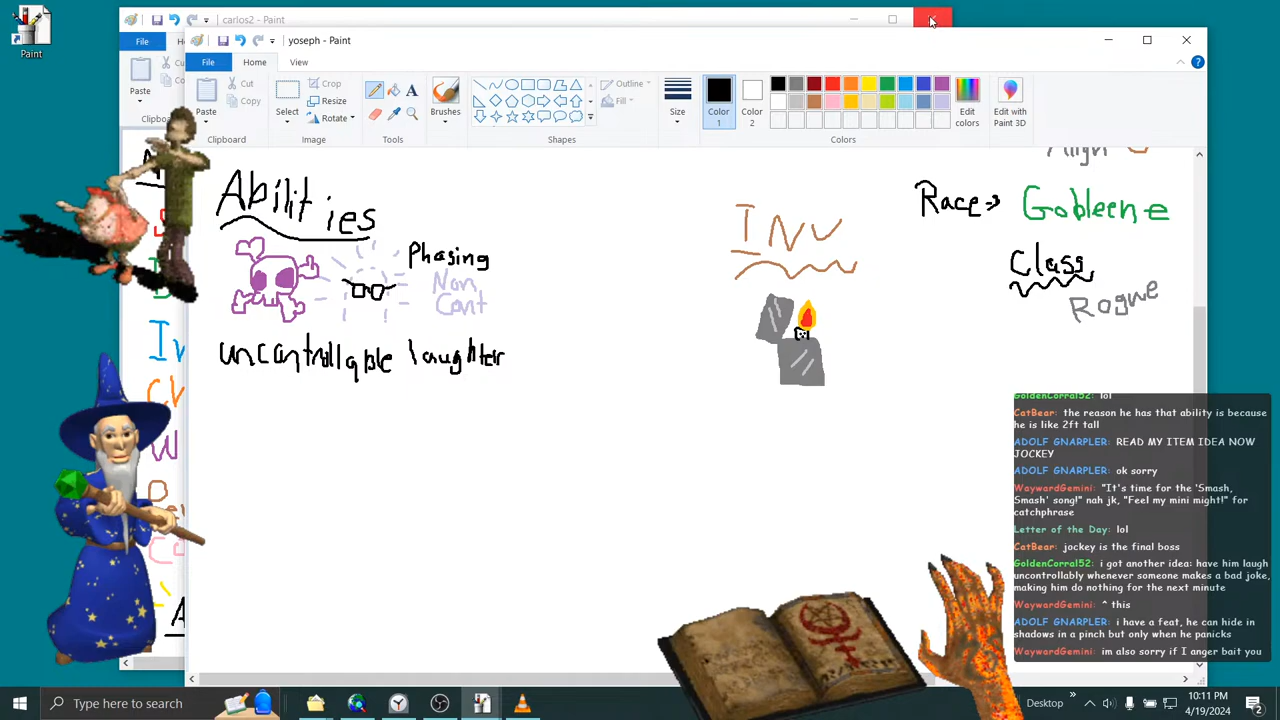 Paint
carlos2 - Paint
File
Paste
Clipb
yoseph - Paint
File
Home
View
Paste
Cut
Copy
Clipboard
Select
Crop
Resize
Rotate
Image
A
Tools
Brushes
Shapes
Outline
Fill
Size
Color 1
Color 2
Edit colors
Edit with Paint 3D
Colors
Align
Abilities
Phasing
Non
Cont
uncontrollable laughter
INV
Race → Gobleene
Class
Rogue
GoldenCorral52: lol
CatBear: the reason he has that ability is because
he is like 2ft tall
ADOLF GNARPLER: READ MY ITEM IDEA NOW
JOCKEY
ADOLF GNARPLER: ok sorry
WaywardGemini: "It's time for the 'Smash,
Smash' song!" nah jk, "Feel my mini might!" for
catchphrase
Letter of the Day: lol
CatBear: jockey is the final boss
GoldenCorral52: i got another idea: have him laugh
uncontrollably whenever someone makes a bad joke,
making him do nothing for the next minute
WaywardGemini: ^ this
ADOLF GNARPLER: i have a feat, he can hide in
shadows in a pinch but only when he panicks
WaywardGemini: im also sorry if I anger bait you
Type here to search
Desktop
10:11 PM
4/19/2024
2